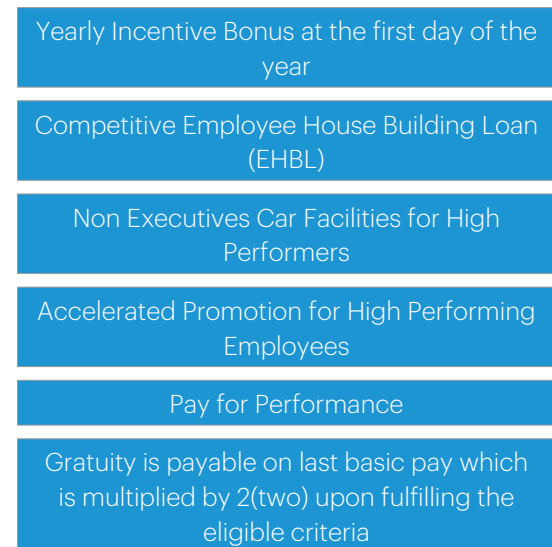 Yearly Incentive Bonus at the first day of the
year
Competitive Employee House Building Loan
(EHBL)
Non Executives Car Facilities for High
Performers
Accelerated Promotion for High Performing
Employees
Pay for Performance
Gratuity is payable on last basic pay which
is multiplied by 2(two) upon fulfilling the
eligible criteria